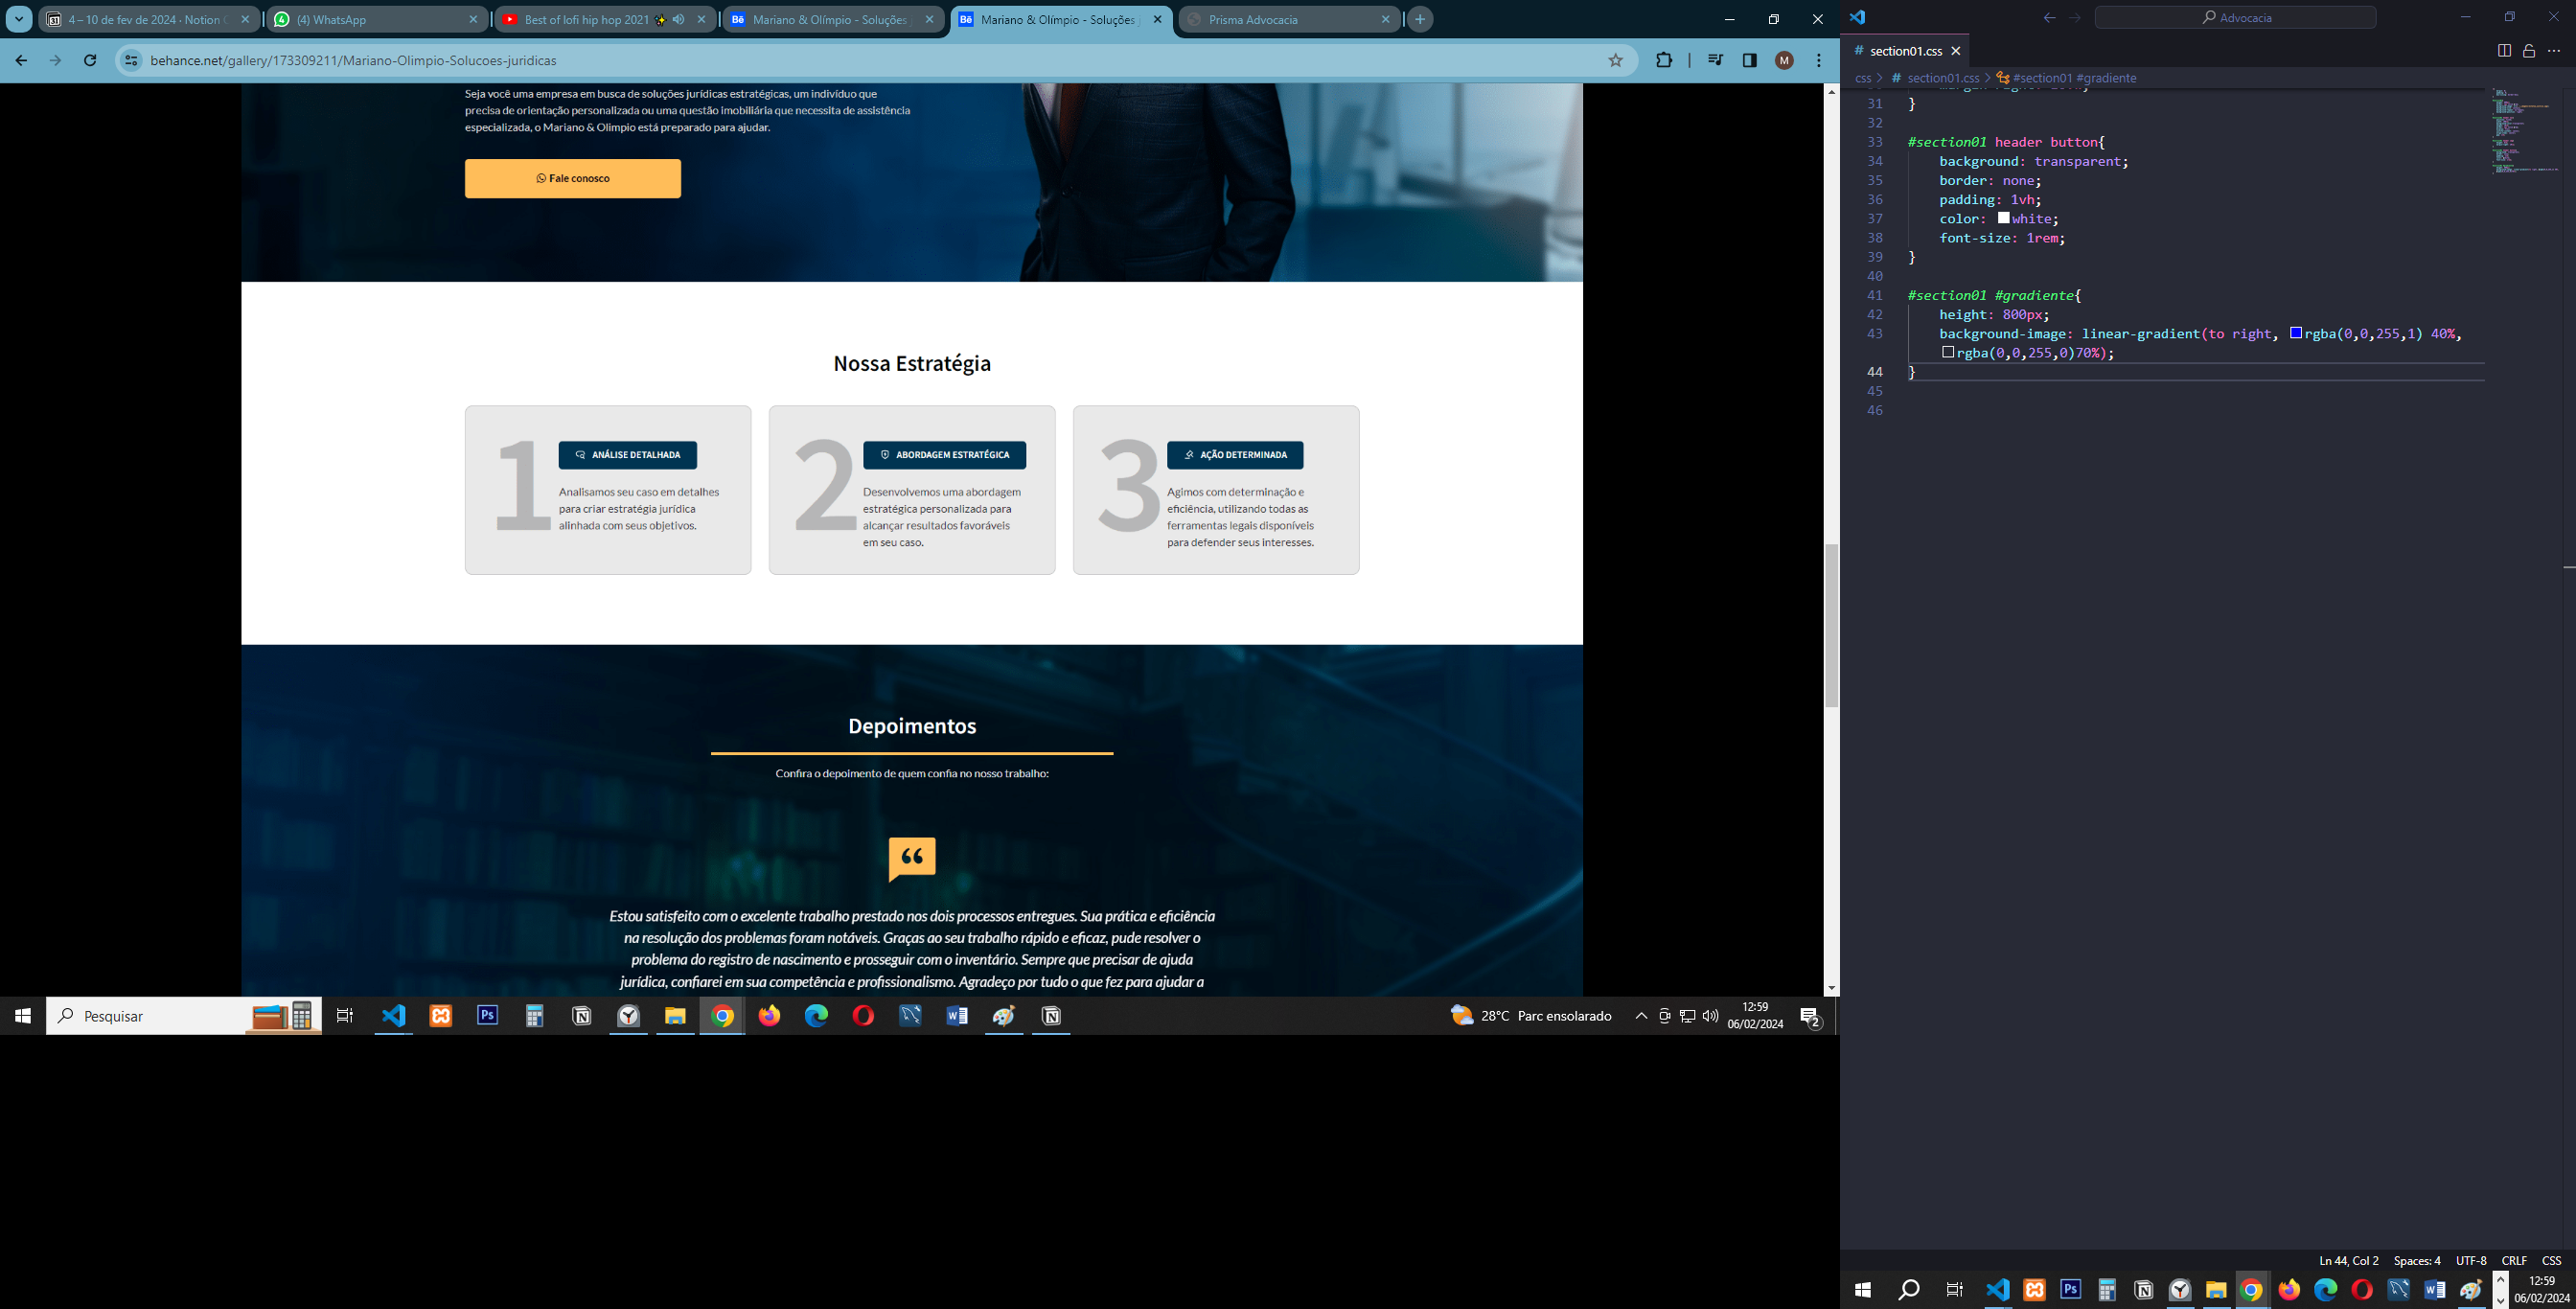 4 – 10 de fev de 2024 · Notion C
(4) WhatsApp
Best of lofi hip hop 2021
Mariano & Olímpio - Soluções
Mariano & Olímpio - Soluções
Prisma Advocacia
behance.net/gallery/173309211/Mariano-Olimpio-Solucoes-juridicas
M
Seja você uma empresa em busca de soluções jurídicas estratégicas, um indivíduo que
precisa de orientação personalizada ou uma questão imobiliária que necessita de assistência
especializada, o Mariano & Olimpio está preparado para ajudar.
Fale conosco
Nossa Estratégia
1
ANÁLISE DETALHADA
Analisamos seu caso em detalhes
para criar estratégia jurídica
alinhada com seus objetivos.
2
ABORDAGEM ESTRATÉGICA
Desenvolvemos uma abordagem
estratégica personalizada para
alcançar resultados favoráveis
em seu caso.
3
AÇÃO DETERMINADA
Agimos com determinação e
eficiência, utilizando todas as
ferramentas legais disponíveis
para defender seus interesses.
Depoimentos
Confira o depoimento de quem confia no nosso trabalho:
Estou satisfeito com o excelente trabalho prestado nos dois processos entregues. Sua prática e eficiência
na resolução dos problemas foram notáveis. Graças ao seu trabalho rápido e eficaz, pude resolver o
problema do registro de nascimento e prosseguir com o inventário. Sempre que precisar de ajuda
jurídica, confiarei em sua competência e profissionalismo. Agradeço por tudo o que fez para ajudar a
Pesquisar
28°C Parc ensolarado
12:59
06/02/2024
2
Advocacia
# section01.css
css > # section01.css > #section01 #gradiente
31 }
32
33 #section01 header button{
34 background: transparent;
35 border: none;
36 padding: 1vh;
37 color: white;
38 font-size: 1rem;
39 }
40
41 #section01 #gradiente{
42 height: 800px;
43 background-image: linear-gradient(to right, rgba(0,0,255,1) 40%,
rgba(0,0,255,0)70%);
44 }
45
46
Ln 44, Col 2 Spaces: 4 UTF-8 CRLF CSS
12:59
06/02/2024